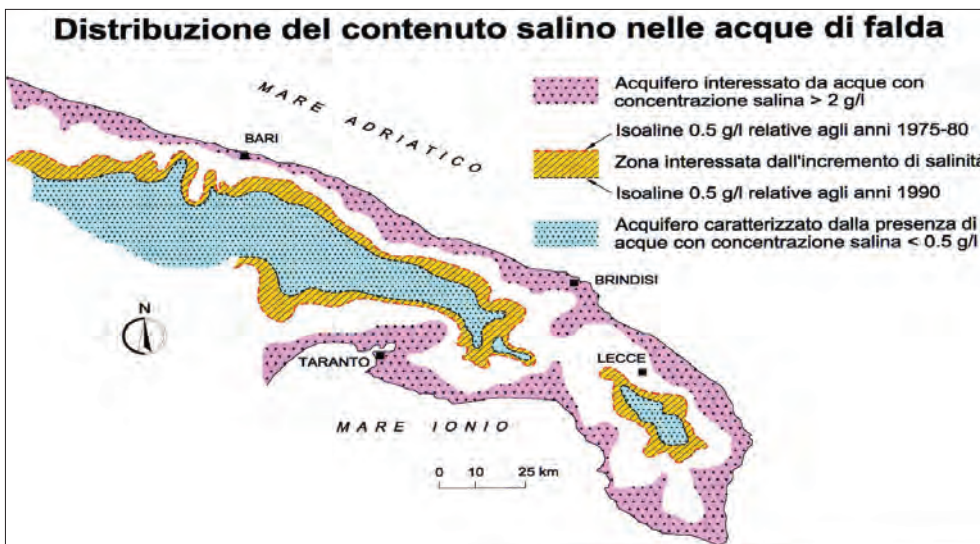 Distribuzione del contenuto salino nelle acque di falda
MARE ADRIATICO
BARI
Acquifero interessato da acque con
concentrazione salina > 2 g/l
Isoaline 0.5 g/l relative agli anni 1975-80
Zona interessata dall'incremento di salinità
Isoaline 0.5 g/l relative agli anni 1990
Acquifero caratterizzato dalla presenza di
acque con concentrazione salina < 0.5 g/l
BRINDISI
N
TARANTO
LECCE
MARE IONIO
0 10 25 km